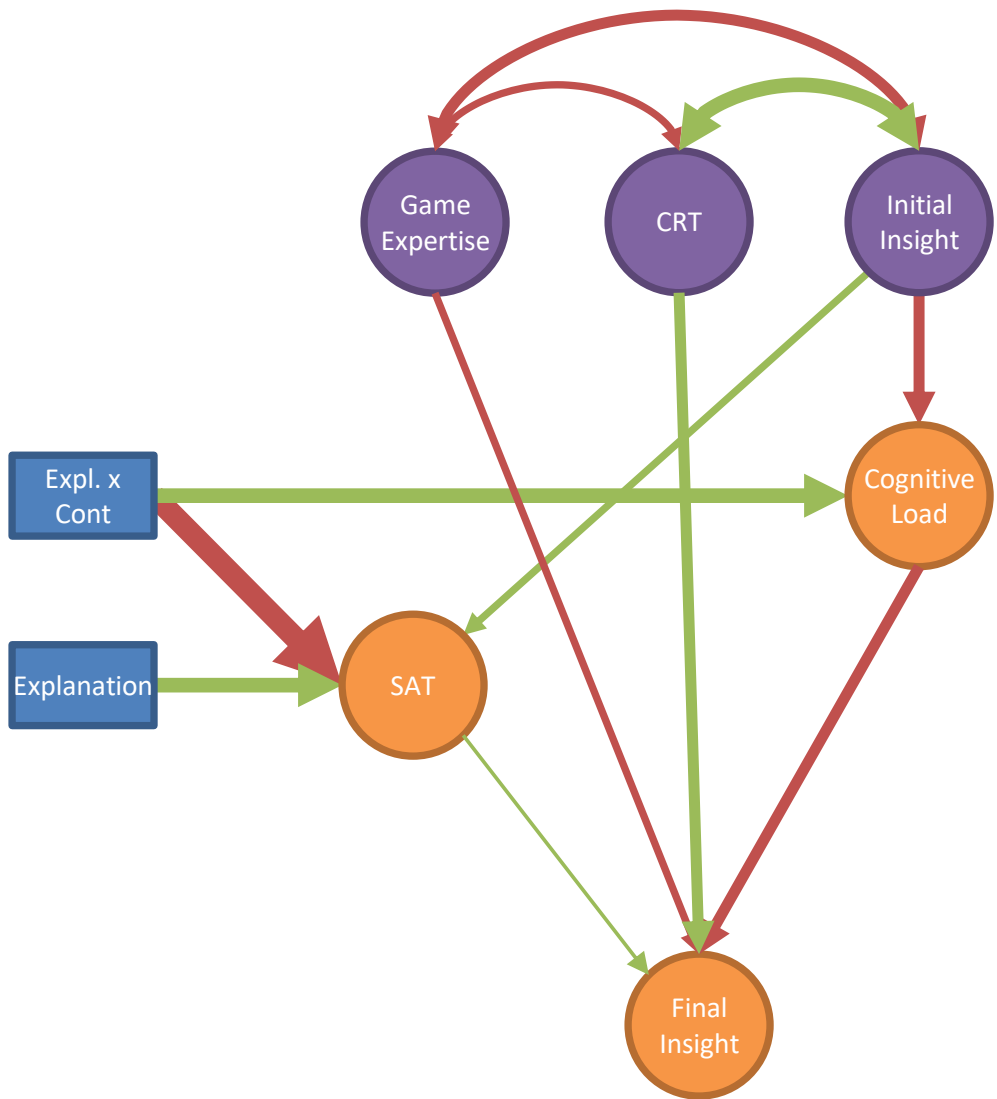 Game
Expertise
CRT
Initial
Insight
Expl. x
Cont
Cognitive
Load
Explanation
SAT
Final
Insight